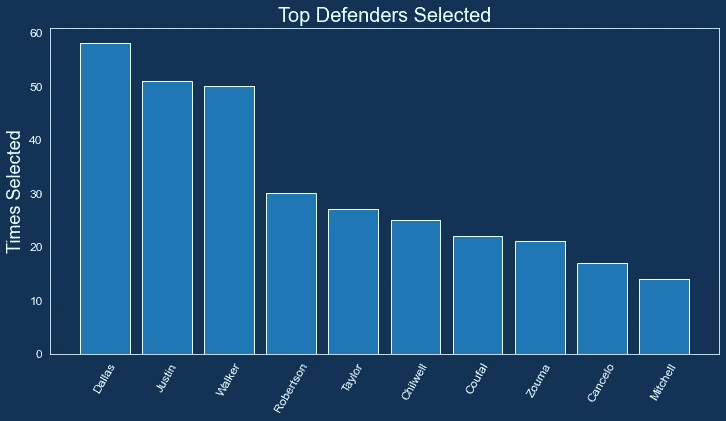 Top Defenders Selected
Times Selected
60
50
40
30
20
10
0
Dallas
Justin
Walker
Robertson
Taylor
Chilwell
Coufal
Zouma
Cancelo
Mitchell